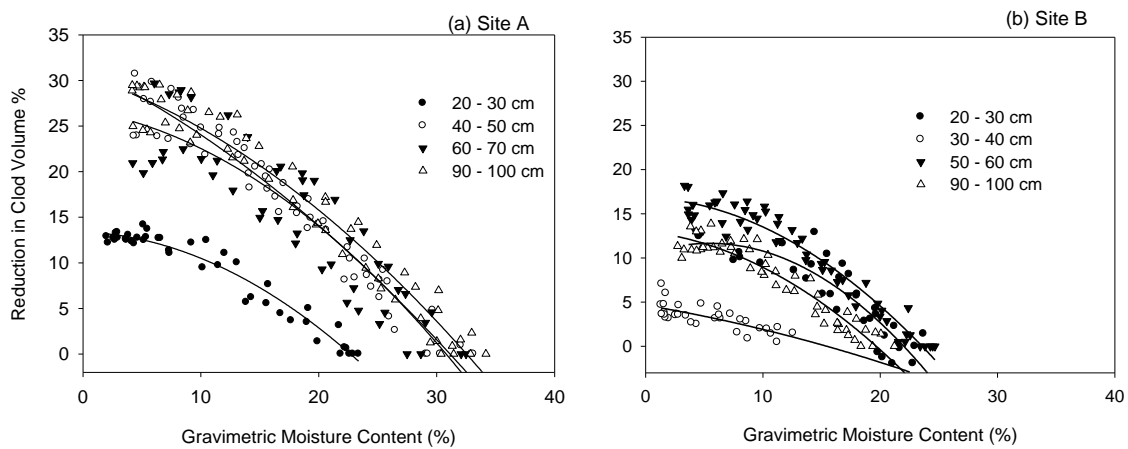 (a) Site A
35
30
25
20
15
10
5
0
0 10 20 30 40
20 - 30 cm
40 - 50 cm
60 - 70 cm
90 - 100 cm
Reduction in Clod Volume %
Gravimetric Moisture Content (%)
(b) Site B
35
30
25
20
15
10
5
0
0 10 20 30 40
20 - 30 cm
30 - 40 cm
50 - 60 cm
90 - 100 cm
Gravimetric Moisture Content (%)